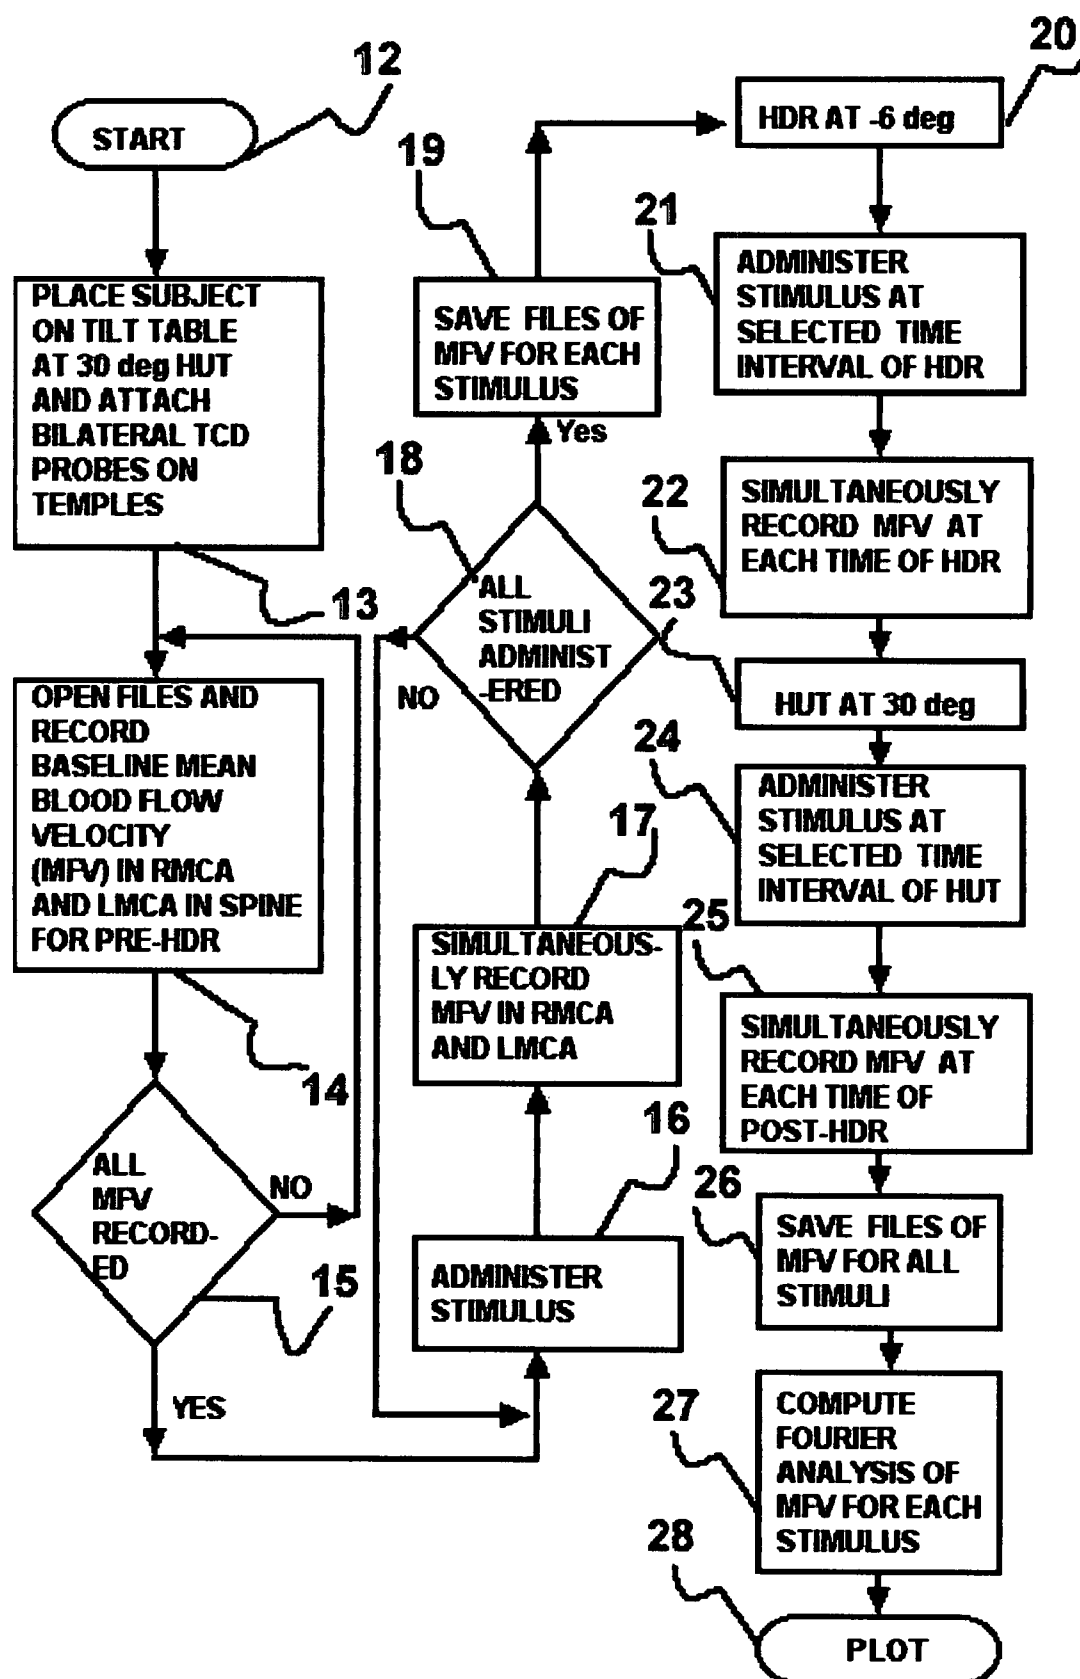 12
START
PLACE SUBJECT
ON TILT TABLE
AT 30 deg HUT
AND ATTACH
BILATERAL TCD
PROBES ON
TEMPLES
13
OPEN FILES AND
RECORD
BASELINE MEAN
BLOOD FLOW
VELOCITY
(MFV) IN RMCA
AND LMCA IN SPINE
FOR PRE-HDR
14
ALL
MFV
RECORD-
ED
NO
15
YES
16
ADMINISTER
STIMULUS
17
SIMULTANEOUS-
LY RECORD
MFV IN RMCA
AND LMCA
18
ALL
STIMULI
ADMINIST
-ERED
NO
Yes
19
SAVE FILES OF
MFV FOR EACH
STIMULUS
20
HDR AT -6 deg
21
ADMINISTER
STIMULUS AT
SELECTED TIME
INTERVAL OF HDR
22
SIMULTANEOUSLY
RECORD MFV AT
EACH TIME OF HDR
23
HUT AT 30 deg
24
ADMINISTER
STIMULUS AT
SELECTED TIME
INTERVAL OF HUT
25
SIMULTANEOUSLY
RECORD MFV AT
EACH TIME OF
POST-HDR
26
SAVE FILES OF
MFV FOR ALL
STIMULI
27
COMPUTE
FOURIER
ANALYSIS OF
MFV FOR EACH
STIMULUS
28
PLOT